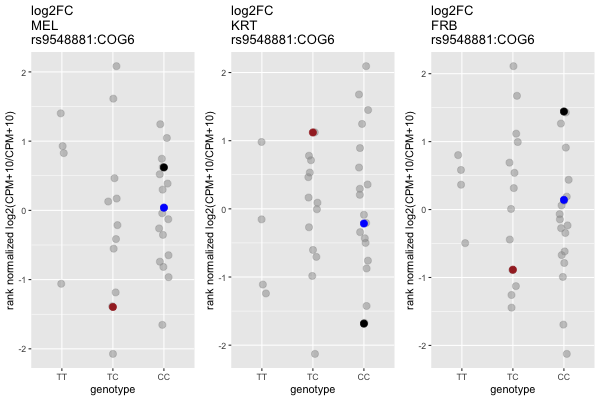 log2FC
MEL
rs9548881:COG6
rank normalized log2(CPM+10/CPM+10)
2
1
0
-1
-2
TT TC CC
genotype
log2FC
KRT
rs9548881:COG6
rank normalized log2(CPM+10/CPM+10)
2
1
0
-1
-2
TT TC CC
genotype
log2FC
FRB
rs9548881:COG6
rank normalized log2(CPM+10/CPM+10)
2
1
0
-1
-2
TT TC CC
genotype